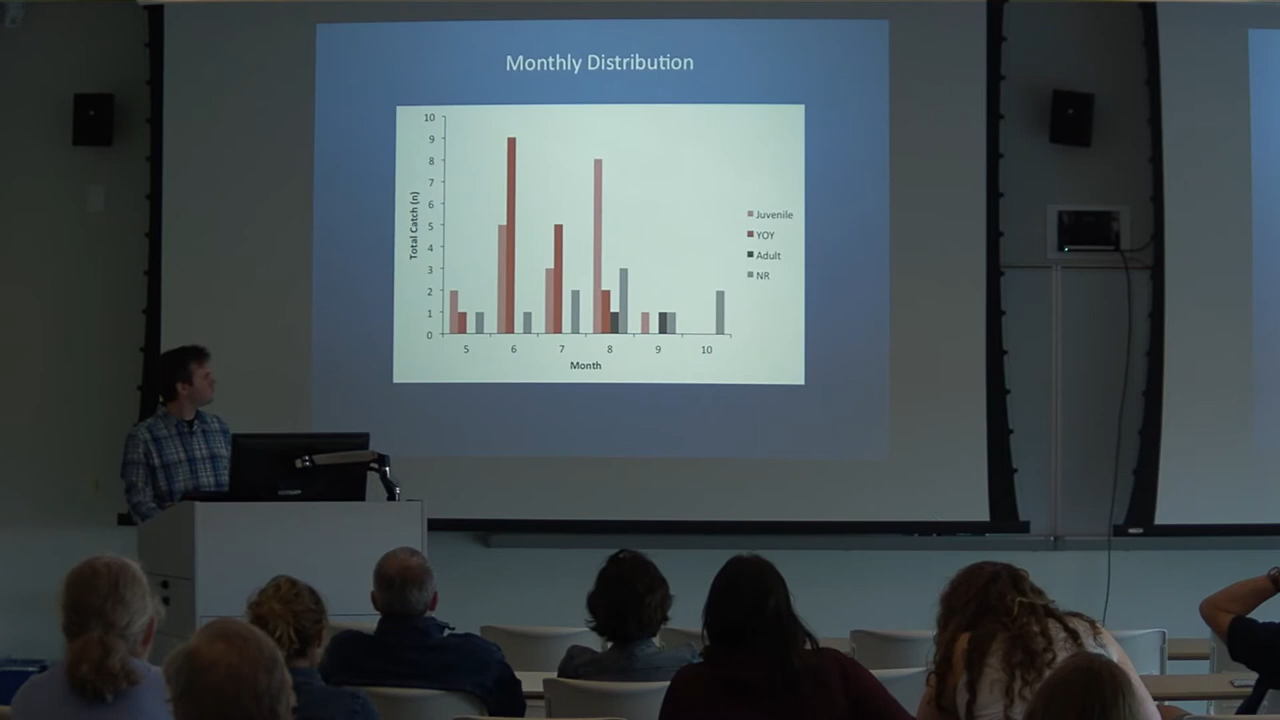 Monthly Distribution
10
9
8
7
6
5
4
3
2
1
0
Total Catch (n)
5 6 7 8 9 10
Month
Juvenile
YOY
Adult
NR